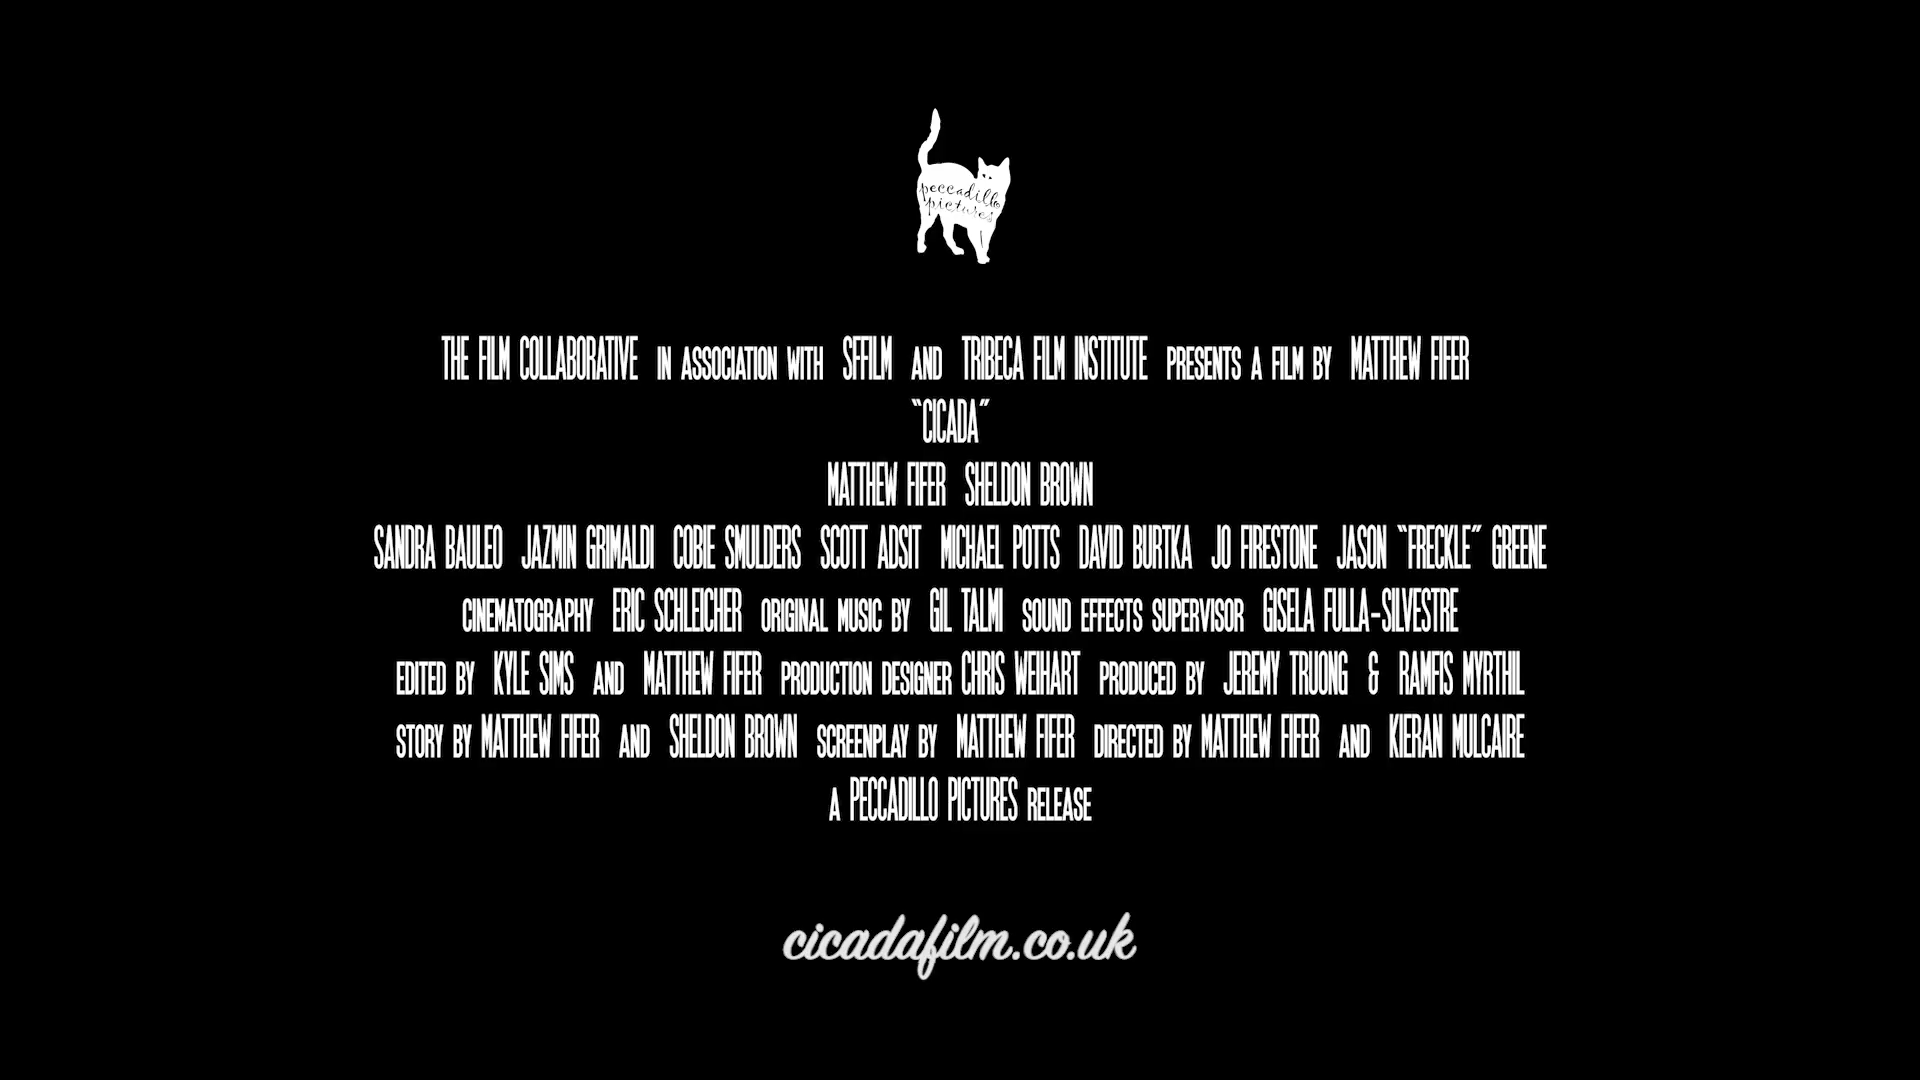 peccadillo
pictures
THE FILM COLLABORATIVE IN ASSOCIATION WITH SFFILM AND TRIBECA FILM INSTITUTE PRESENTS A FILM BY MATTHEW FIFER
“CICADA”
MATTHEW FIFER SHELDON BROWN
SANDRA BAULEO JAZMIN GRIMALDI COBIE SMULDERS SCOTT ADSIT MICHAEL POTTS DAVID BURTKA JO FIRESTONE JASON “FRECKLE” GREENE
CINEMATOGRAPHY ERIC SCHLEICHER ORIGINAL MUSIC BY GIL TALMI SOUND EFFECTS SUPERVISOR GISELA FULLA-SILVESTRE
EDITED BY KYLE SIMS AND MATTHEW FIFER PRODUCTION DESIGNER CHRIS WEIHART PRODUCED BY JEREMY TRUONG & RAMFIS MYRTHIL
STORY BY MATTHEW FIFER AND SHELDON BROWN SCREENPLAY BY MATTHEW FIFER DIRECTED BY MATTHEW FIFER AND KIERAN MULCAIRE
A PECCADILLO PICTURES RELEASE
cicadafilm.co.uk